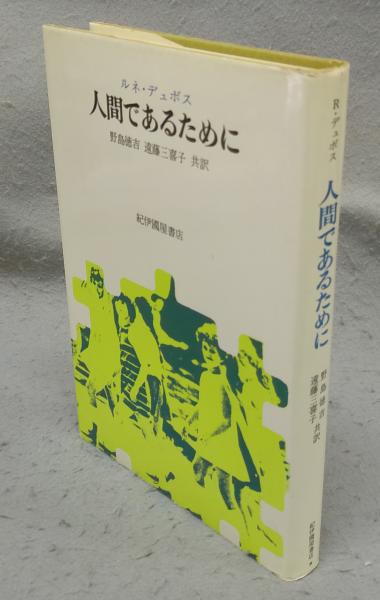 ルネ・デュボス
人間であるために
野島徳吉 遠藤三喜子 共訳
紀伊國屋書店
R・デュボス
人間であるために
野島徳吉
遠藤三喜子 共訳
紀伊國屋書店